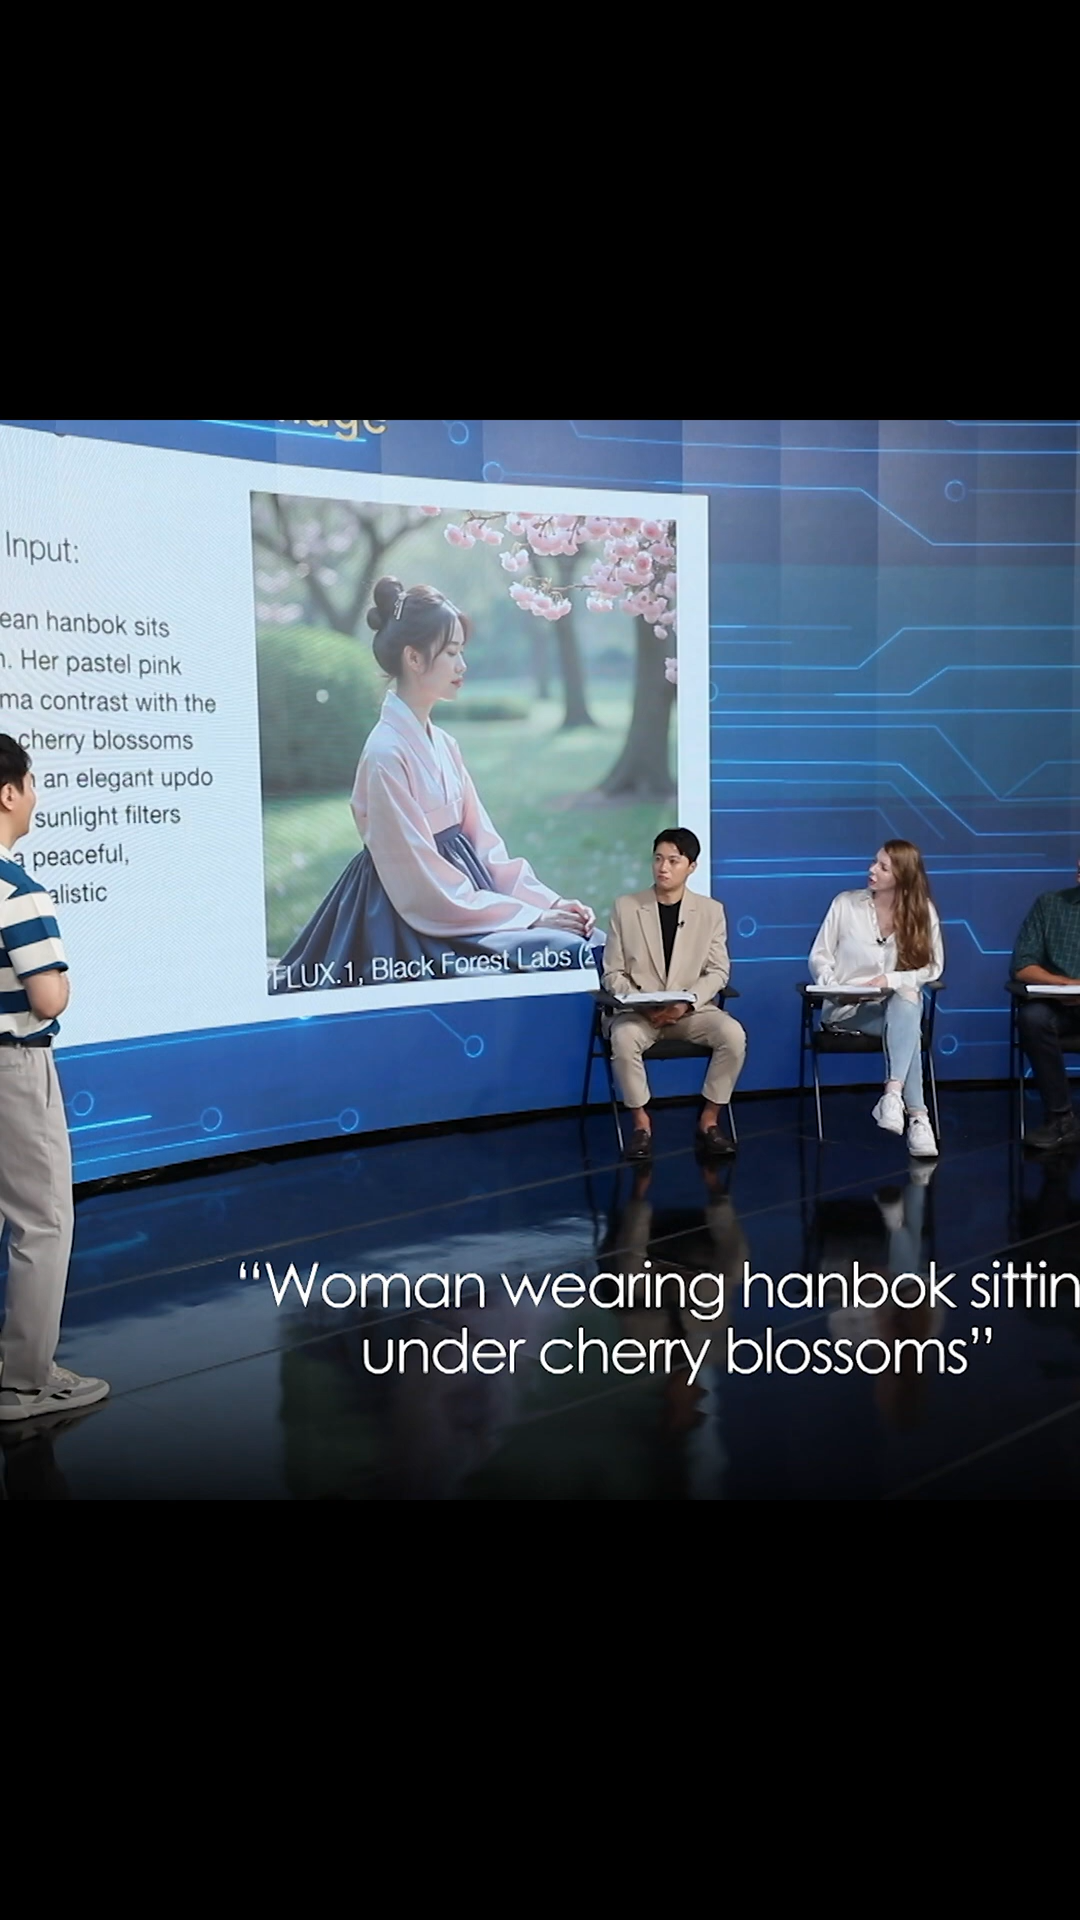 Input:
ean hanbok sits
Her pastel pink
ma contrast with the
cherry blossoms
an elegant updo
sunlight filters
a peaceful,
alistic
FLUX.1, Black Forest Labs (2
“Woman wearing hanbok sittin
under cherry blossoms”